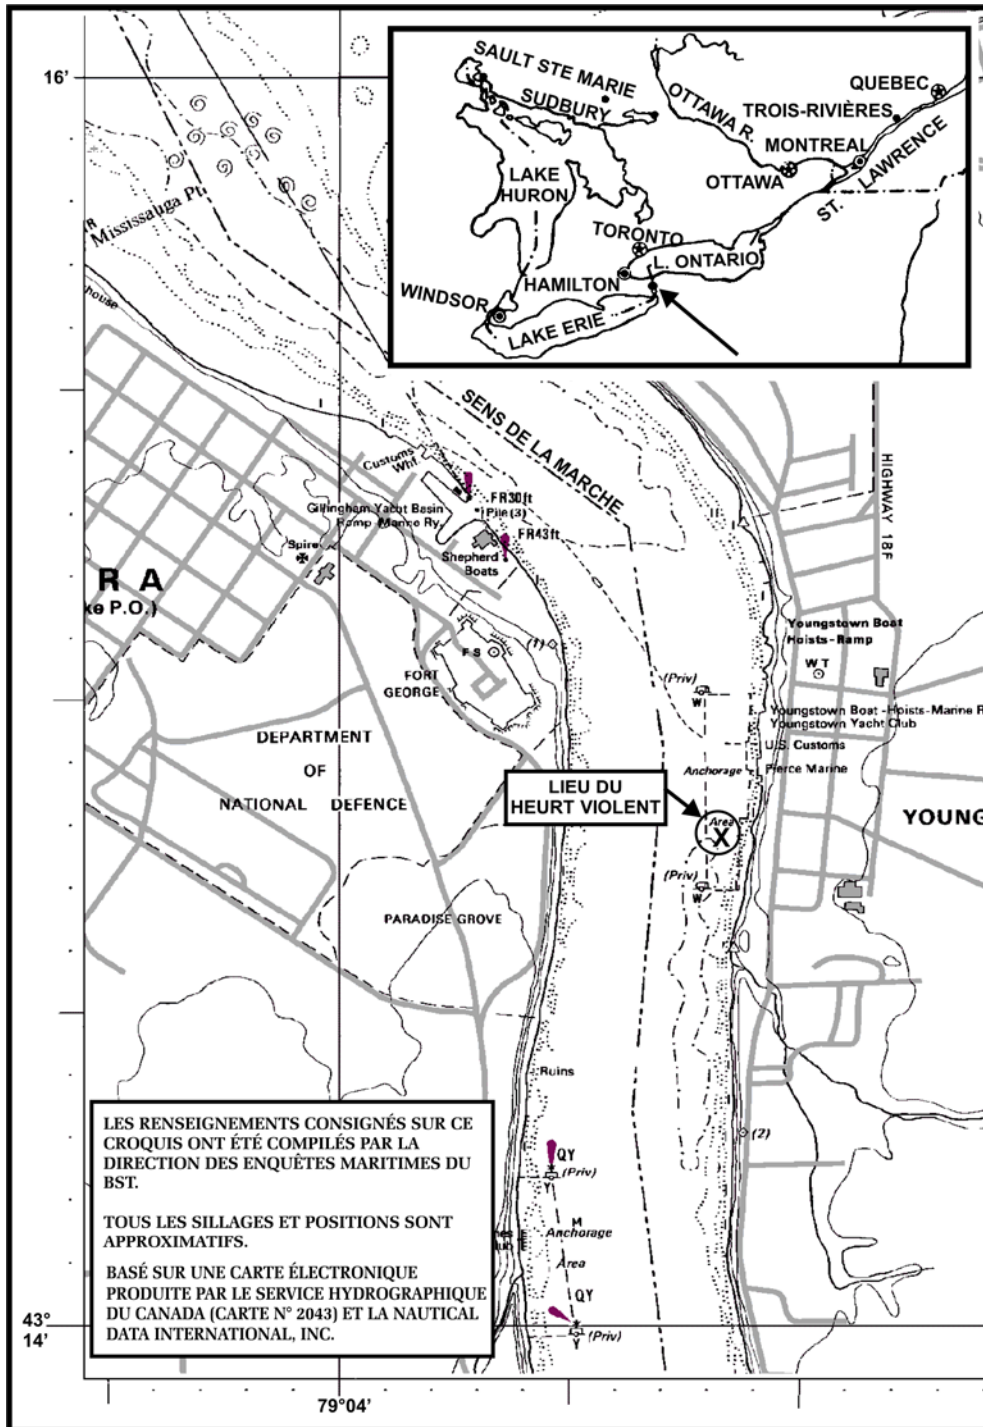 16'
SAULT STE MARIE
SUDBURY
OTTAWA R.
QUEBEC
TROIS-RIVIÈRES
MONTREAL
LAWRENCE
OTTAWA
ST.
LAKE
HURON
TORONTO
L. ONTARIO
HAMILTON
WINDSOR
LAKE ERIE
Mississauga Pt.
house
SENS DE LA MARCHE
HIGHWAY 18F
Customs
Whf
FR30ft
Pile (3)
Gillingham Yacht Basin
Ramp-Marine Ry.
FR43ft
Spire
Shepherd
Boats
R A
ke P.O.)
(1)
F S
FORT
GEORGE
Youngstown Boat
Hoists-Ramp
W T
(Priv)
W
Youngstown Boat-Hoists-Marine R
Youngstown Yacht Club
U.S. Customs
Anchorage
Pierce Marine
DEPARTMENT
OF
NATIONAL DEFENCE
LIEU DU
HEURT VIOLENT
Area
X
YOUNG
(Priv)
W
PARADISE GROVE
Ruins
(2)
LES RENSEIGNEMENTS CONSIGNÉS SUR CE
CROQUIS ONT ÉTÉ COMPILÉS PAR LA
DIRECTION DES ENQUÊTES MARITIMES DU
BST.
TOUS LES SILLAGES ET POSITIONS SONT
APPROXIMATIFS.
BASÉ SUR UNE CARTE ÉLECTRONIQUE
PRODUITE PAR LE SERVICE HYDROGRAPHIQUE
DU CANADA (CARTE N° 2043) ET LA NAUTICAL
DATA INTERNATIONAL, INC.
QY
(Priv)
Y
M
Anchorage
Area
QY
(Priv)
Y
43°
14'
79°04'